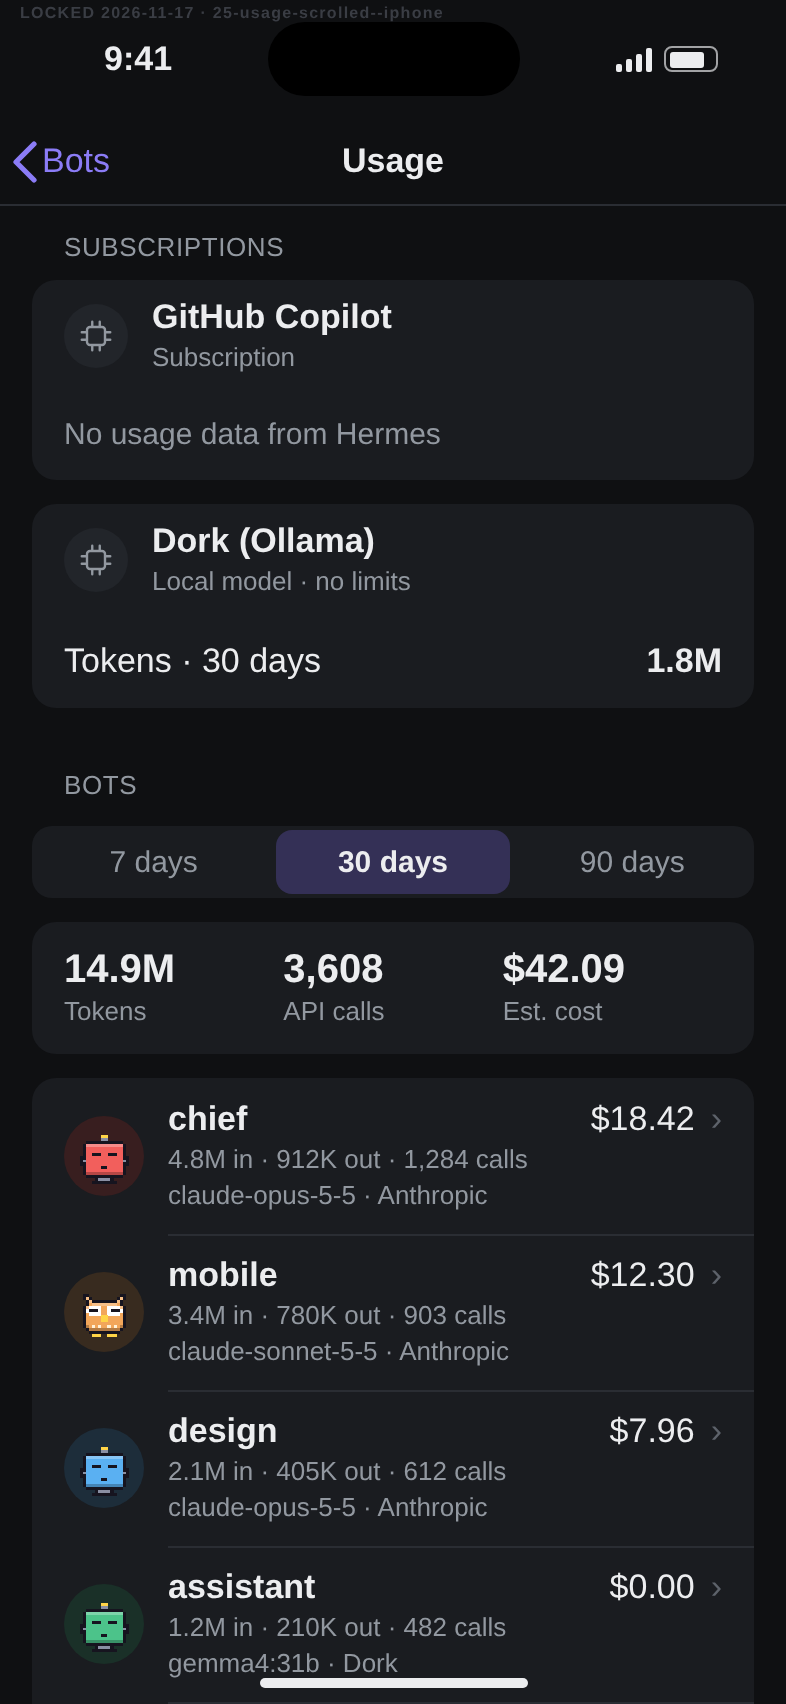 LOCKED 2026-11-17 · 25-usage-scrolled--iphone
9:41
Bots
Usage
SUBSCRIPTIONS
GitHub Copilot
Subscription
No usage data from Hermes
Dork (Ollama)
Local model · no limits
Tokens · 30 days 1.8M
BOTS
7 days 30 days 90 days
14.9M 3,608 $42.09
Tokens API calls Est. cost
chief $18.42
4.8M in · 912K out · 1,284 calls
claude-opus-5-5 · Anthropic
mobile $12.30
3.4M in · 780K out · 903 calls
claude-sonnet-5-5 · Anthropic
design $7.96
2.1M in · 405K out · 612 calls
claude-opus-5-5 · Anthropic
assistant $0.00
1.2M in · 210K out · 482 calls
gemma4:31b · Dork